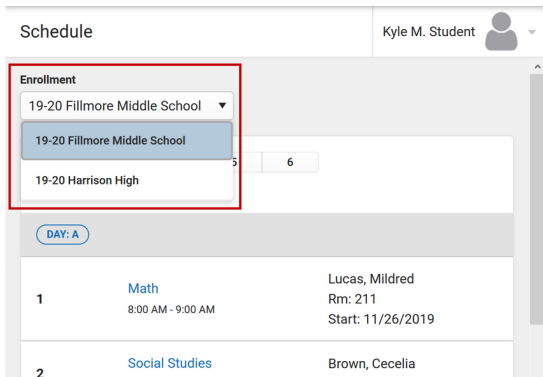 Schedule
Kyle M. Student
Enrollment
19-20 Fillmore Middle School
19-20 Fillmore Middle School
19-20 Harrison High
6
DAY: A
1
Math
8:00 AM - 9:00 AM
Lucas, Mildred
Rm: 211
Start: 11/26/2019
2
Social Studies
Brown, Cecelia